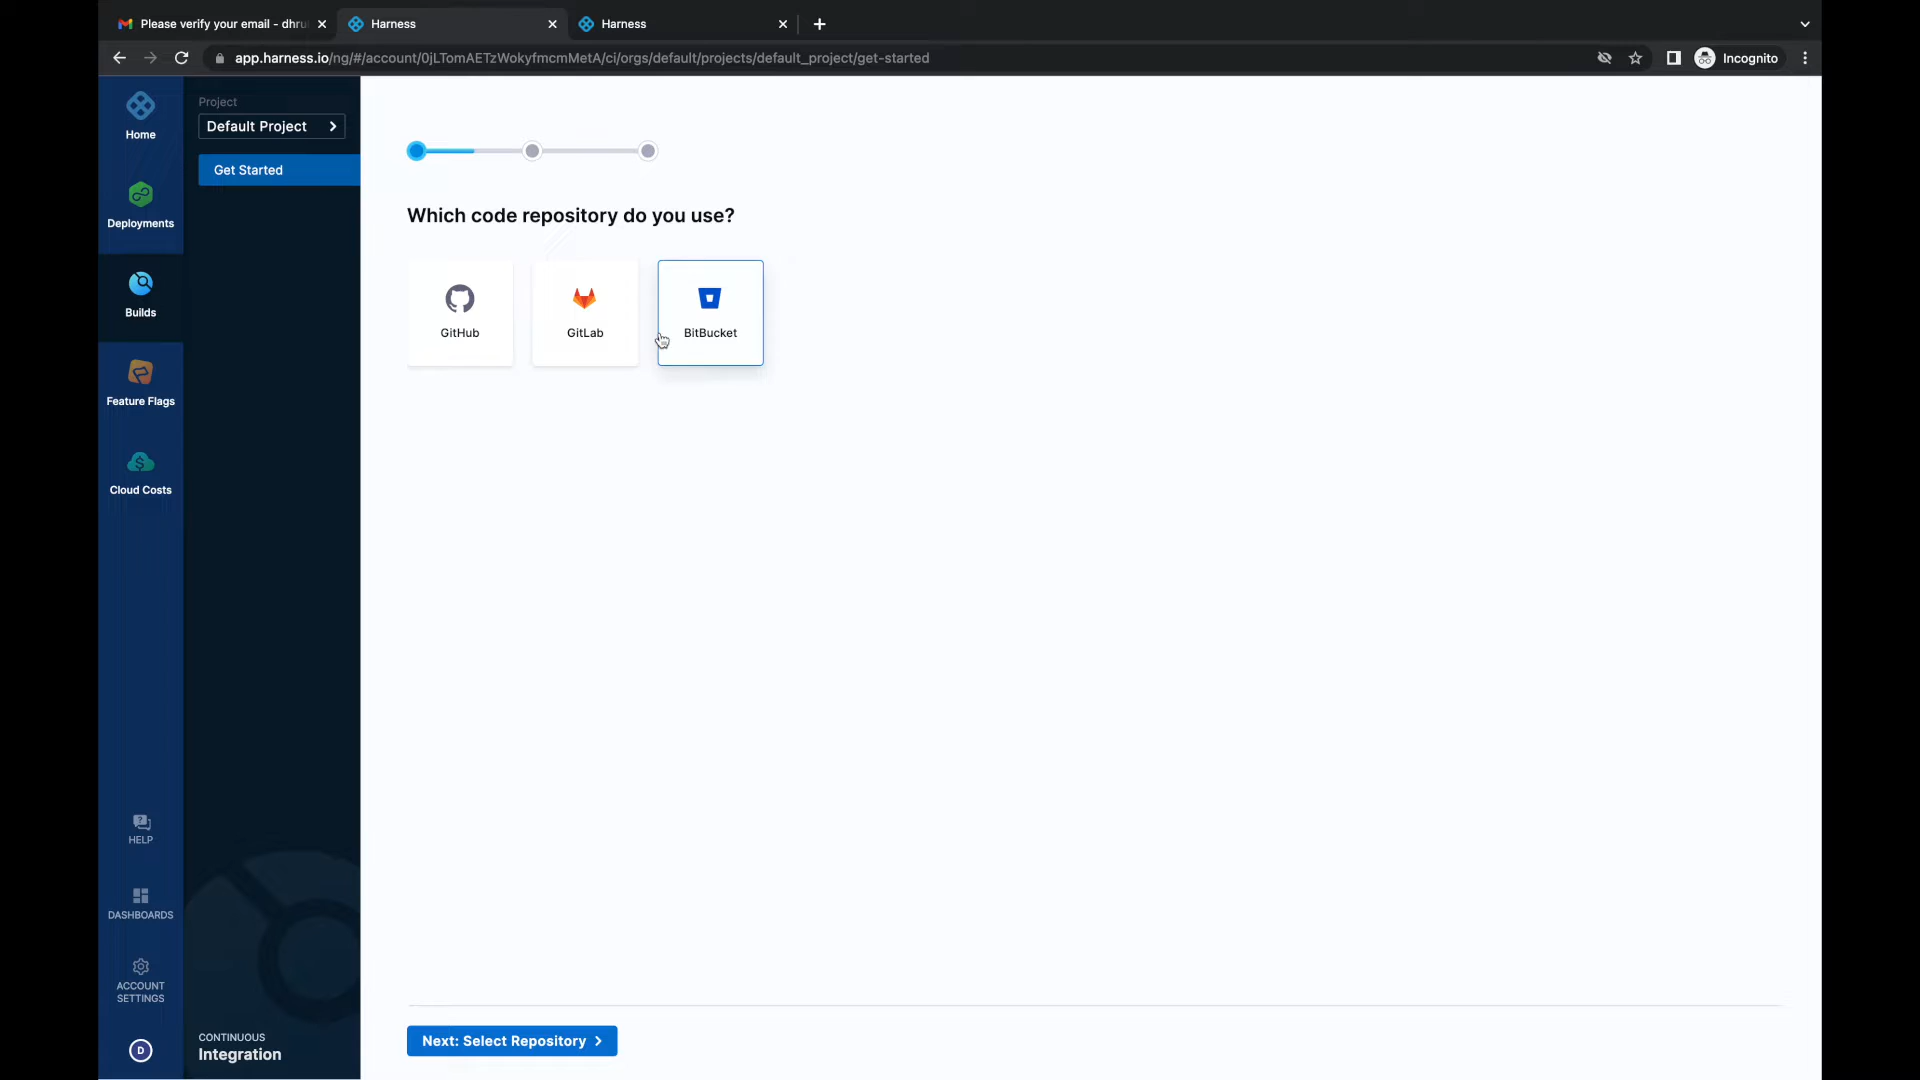 Please verify your email - dhru
Harness
Harness
app.harness.io/ng/#/account/0jLTomAETzWokyfmcmMetA/ci/orgs/default/projects/default_project/get-started
Incognito
Home
Deployments
Builds
Feature Flags
Cloud Costs
HELP
DASHBOARDS
ACCOUNT
SETTINGS
D
Project
Default Project
Get Started
CONTINUOUS
Integration
Which code repository do you use?
GitHub
GitLab
BitBucket
Next: Select Repository